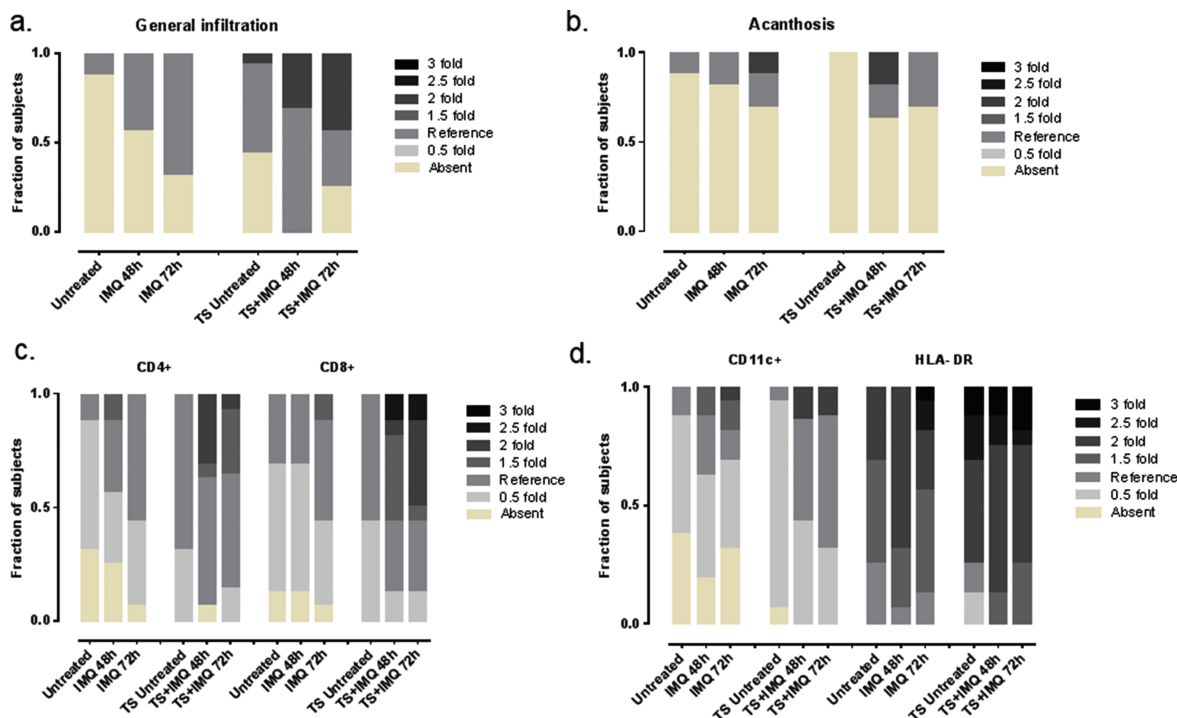 a.
General infiltration
Fraction of subjects
1.0
0.5
0.0
Untreated
IMQ 48h
IMQ 72h
TS Untreated
TS+IMQ 48h
TS+IMQ 72h
3 fold
2.5 fold
2 fold
1.5 fold
Reference
0.5 fold
Absent
b.
Acanthosis
Fraction of subjects
1.0
0.5
0.0
Untreated
IMQ 48h
IMQ 72h
TS Untreated
TS+IMQ 48h
TS+IMQ 72h
3 fold
2.5 fold
2 fold
1.5 fold
Reference
0.5 fold
Absent
c.
CD4+
CD8+
Fraction of subjects
1.0
0.5
0.0
Untreated
IMQ 48h
IMQ 72h
TS Untreated
TS+IMQ 48h
TS+IMQ 72h
Untreated
IMQ 48h
IMQ 72h
TS Untreated
TS+IMQ 48h
TS+IMQ 72h
3 fold
2.5 fold
2 fold
1.5 fold
Reference
0.5 fold
Absent
d.
CD11c+
HLA- DR
Fraction of subjects
1.0
0.5
0.0
Untreated
IMQ 48h
IMQ 72h
TS Untreated
TS+IMQ 48h
TS+IMQ 72h
Untreated
IMQ 48h
IMQ 72h
TS Untreated
TS+IMQ 48h
TS+IMQ 72h
3 fold
2.5 fold
2 fold
1.5 fold
Reference
0.5 fold
Absent